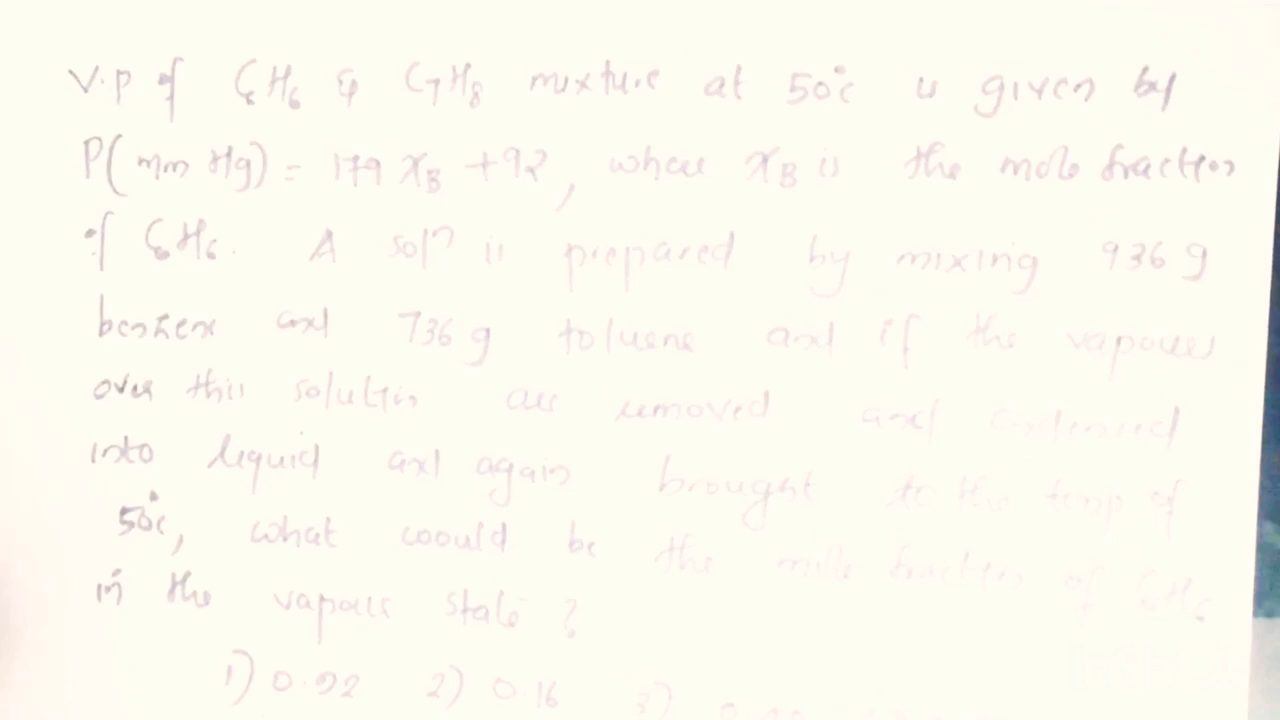 V.P of C6H6 & C7H8 mixture at 50°c is given by
P(mm Hg) = 179 XB + 92, where XB is the mole fraction
of C6H6. A sol^n is prepared by mixing 936 g
benzene and 736 g toluene and if the vapours
over this solution are removed and condensed
into liquid and again brought to the temp of
50°c, what would be the mole fraction of C6H6
in the vapour state?
1) 0.92 2) 0.16 3)